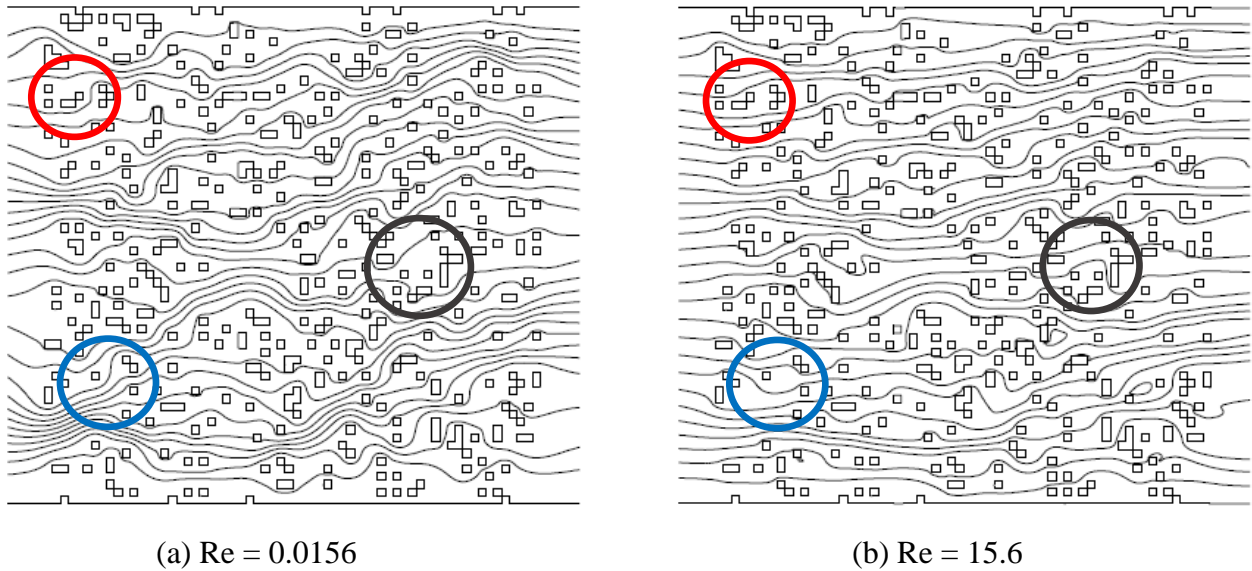 (a) Re = 0.0156
(b) Re = 15.6